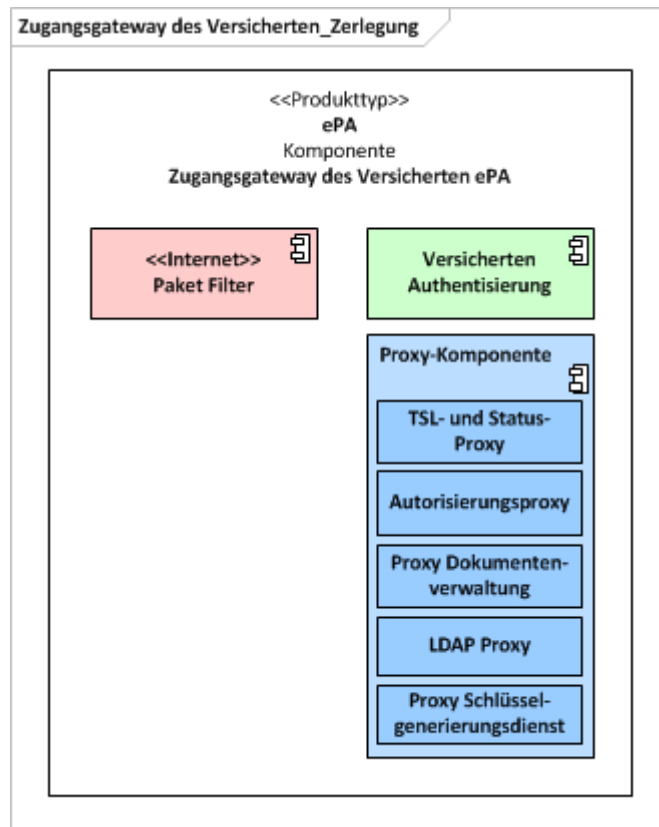 Zugangsgateway des Versicherten_Zerlegung
<<Produkttyp>>
ePA
Komponente
Zugangsgateway des Versicherten ePA
<<Internet>>
Paket Filter
Versicherten
Authentisierung
Proxy-Komponente
TSL- und Status-
Proxy
Autorisierungsproxy
Proxy Dokumenten-
verwaltung
LDAP Proxy
Proxy Schlüssel-
generierungsdienst